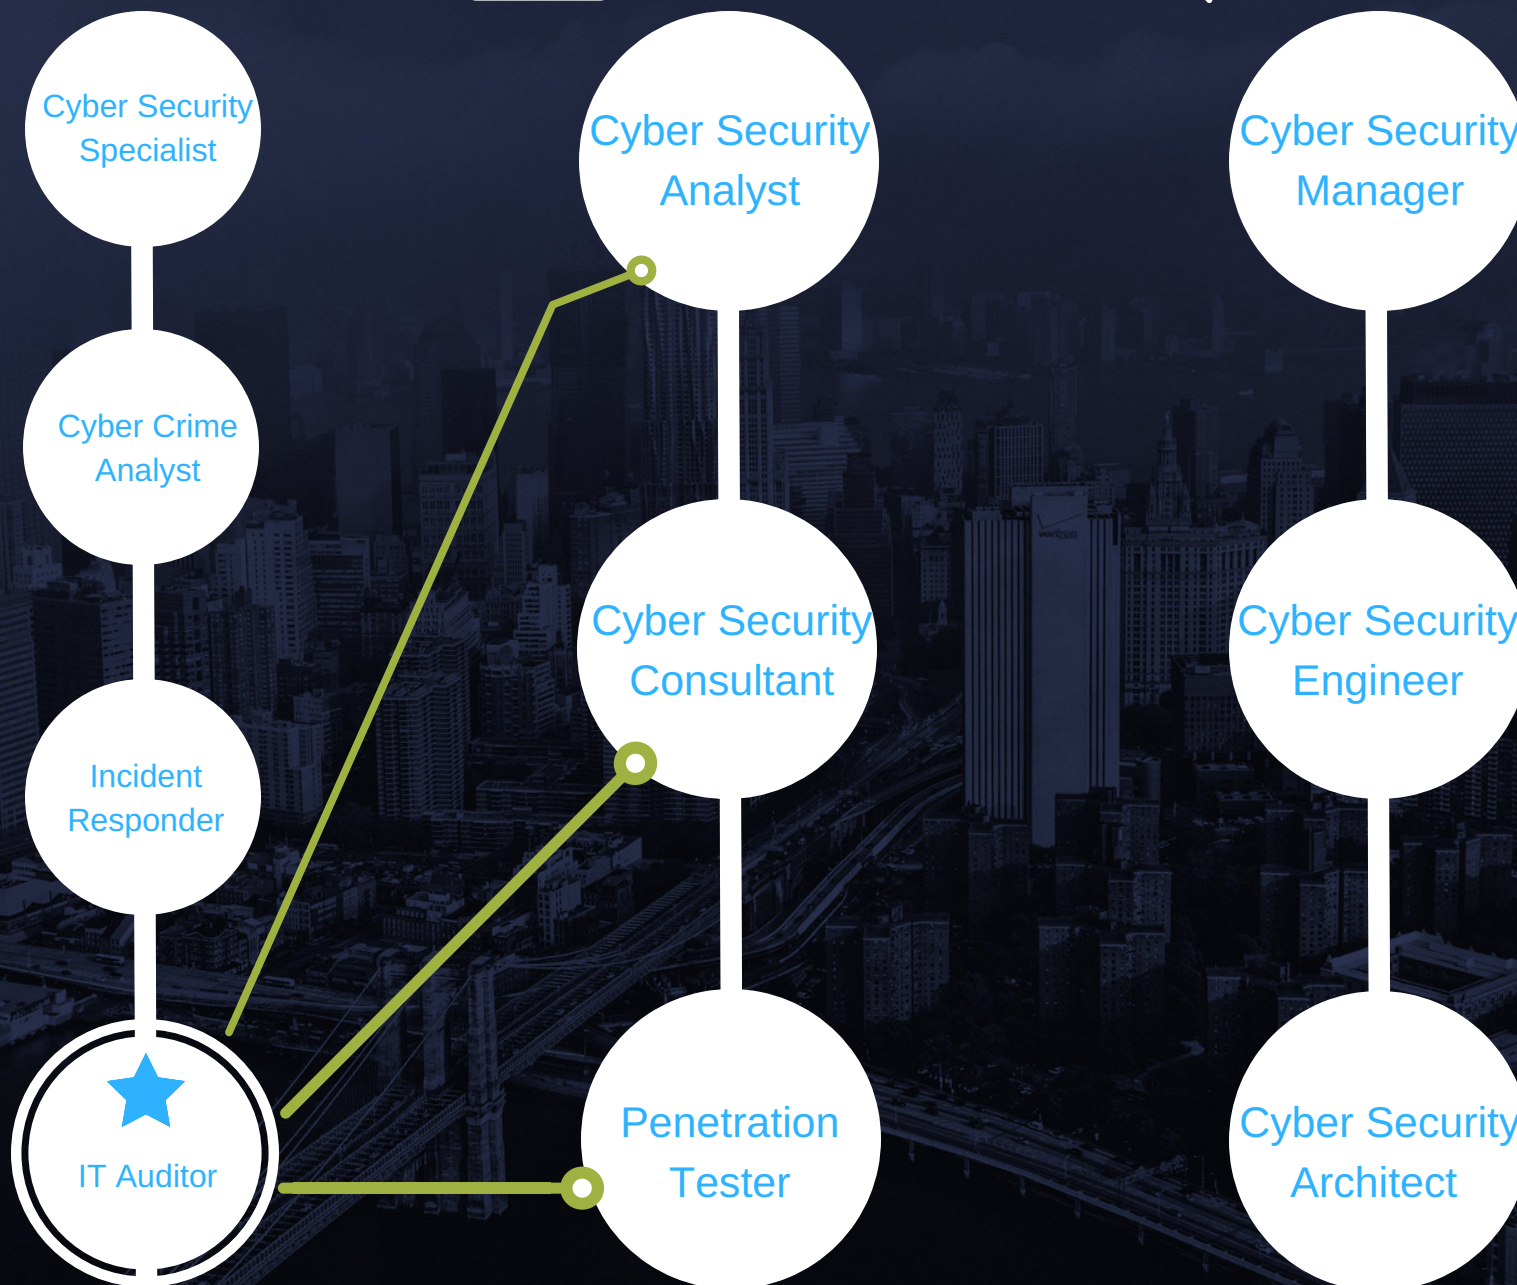 Cyber Security
Specialist
Cyber Crime
Analyst
Incident
Responder
IT Auditor
Cyber Security
Analyst
Cyber Security
Consultant
Penetration
Tester
Cyber Security
Manager
Cyber Security
Engineer
Cyber Security
Architect
verizon